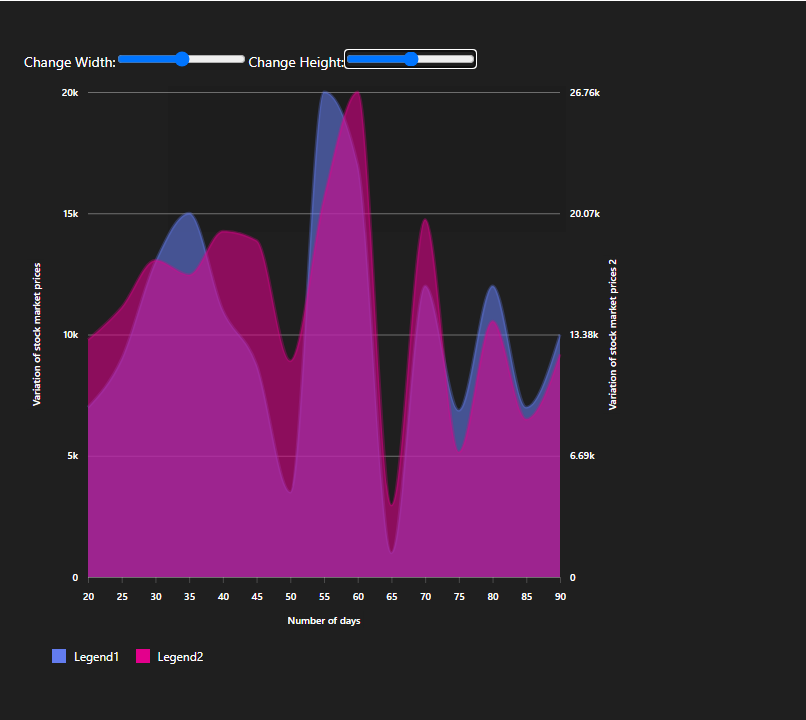 Change Width: Change Height:
20k 26.76k
15k 20.07k
Variation of stock market prices
Variation of stock market prices 2
10k 13.38k
5k 6.69k
0 0
20 25 30 35 40 45 50 55 60 65 70 75 80 85 90
Number of days
Legend1 Legend2